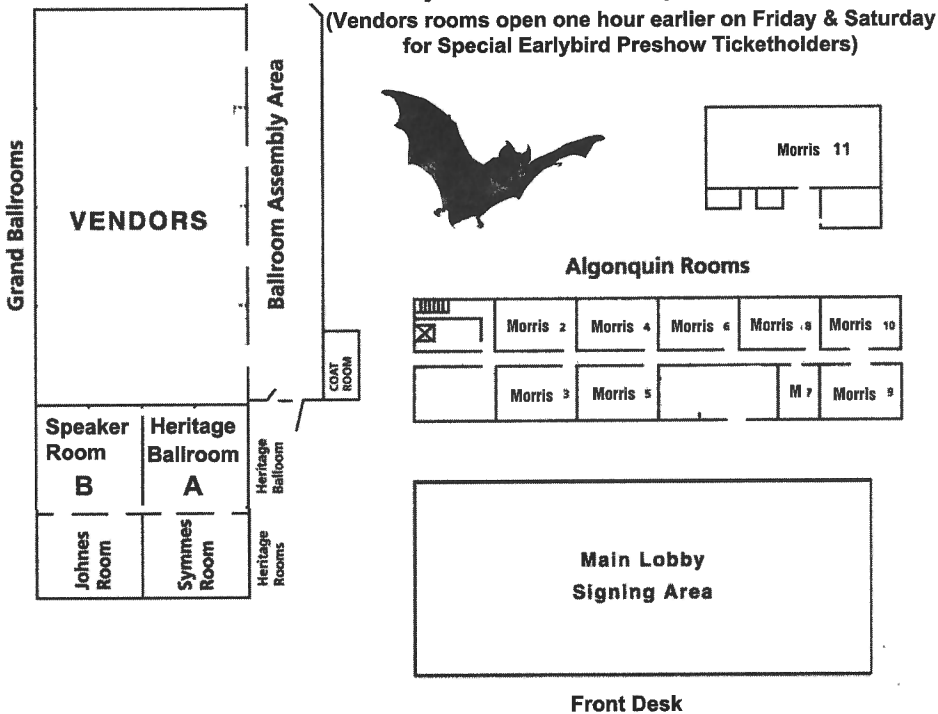 (Vendors rooms open one hour earlier on Friday & Saturday
for Special Earlybird Preshow Ticketholders)
Grand Ballrooms
VENDORS
Ballroom Assembly Area
COAT
ROOM
Morris 11
Algonquin Rooms
Morris 2
Morris 4
Morris 6
Morris 8
Morris 10
Morris 3
Morris 5
M 7
Morris 9
Speaker
Room
B
Heritage
Ballroom
A
Heritage
Balloom
Johnes
Room
Symmes
Room
Heritage
Rooms
Main Lobby
Signing Area
Front Desk